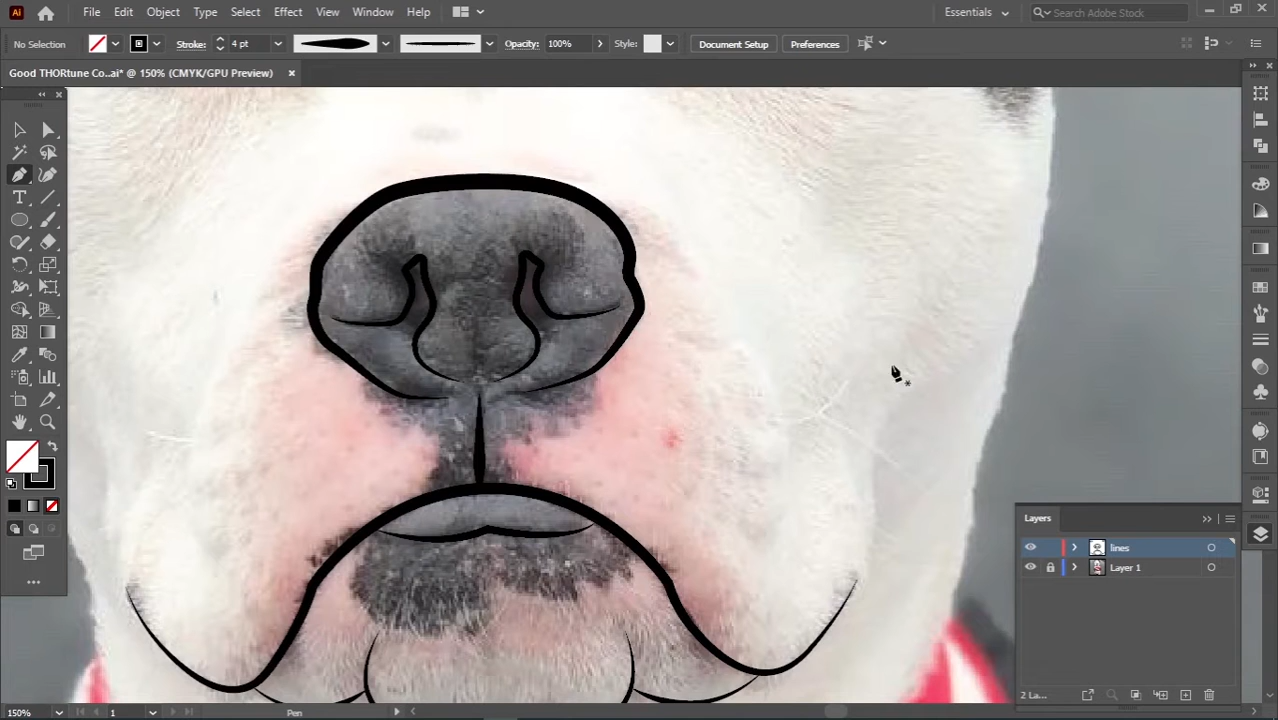 Ai File Edit Object Type Select Effect View Window Help Essentials Search Adobe Stock
No Selection Stroke: 4 pt Opacity: 100% Style: Document Setup Preferences
Good THORtune Co..ai* @ 150% (CMYK/GPU Preview)
Layers
lines
Layer 1
2 La...
150% 1 Pen